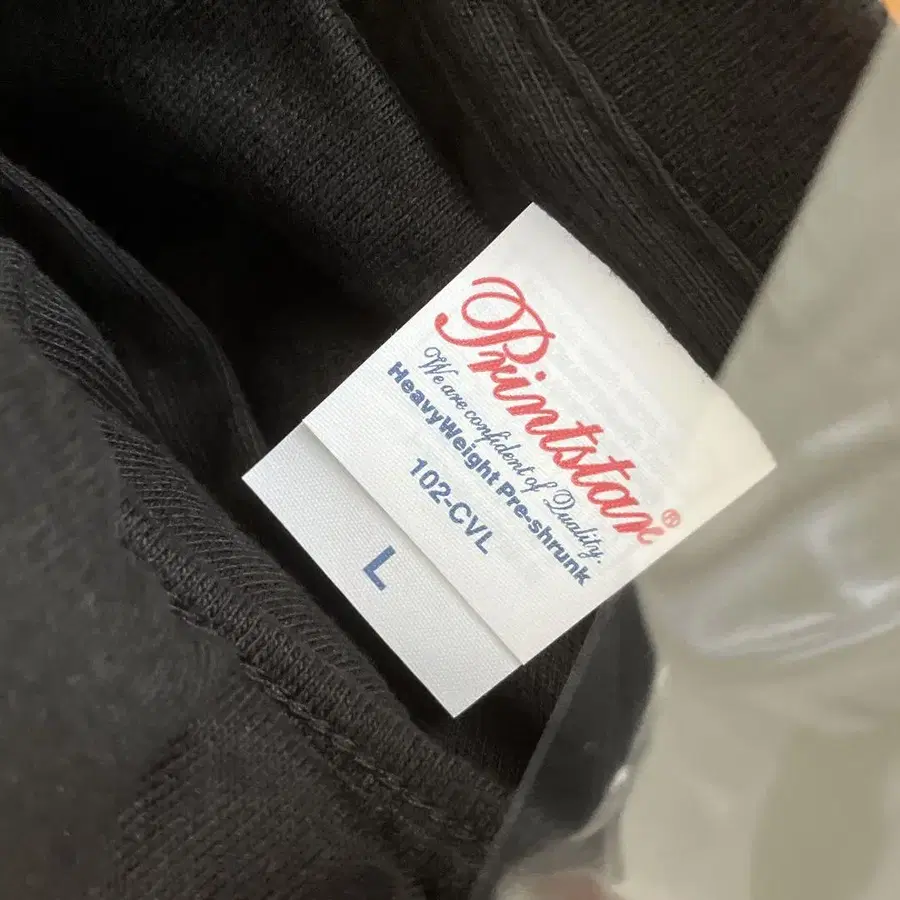 Printstar®
We are confident of Quality.
HeavyWeight Pre-shrunk
102-CVL
L